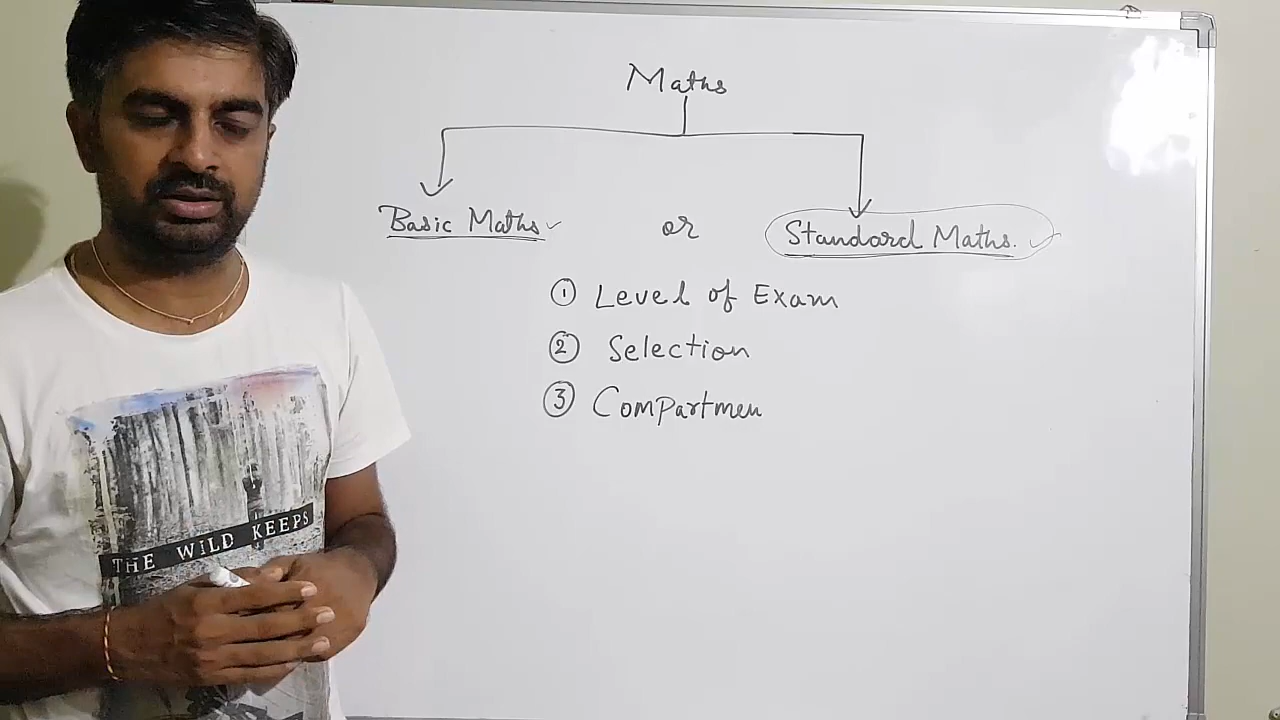 Maths
Basic Maths or Standard Maths.
① Level of Exam
② Selection
③ Compartmen
THE WILD KEEPS